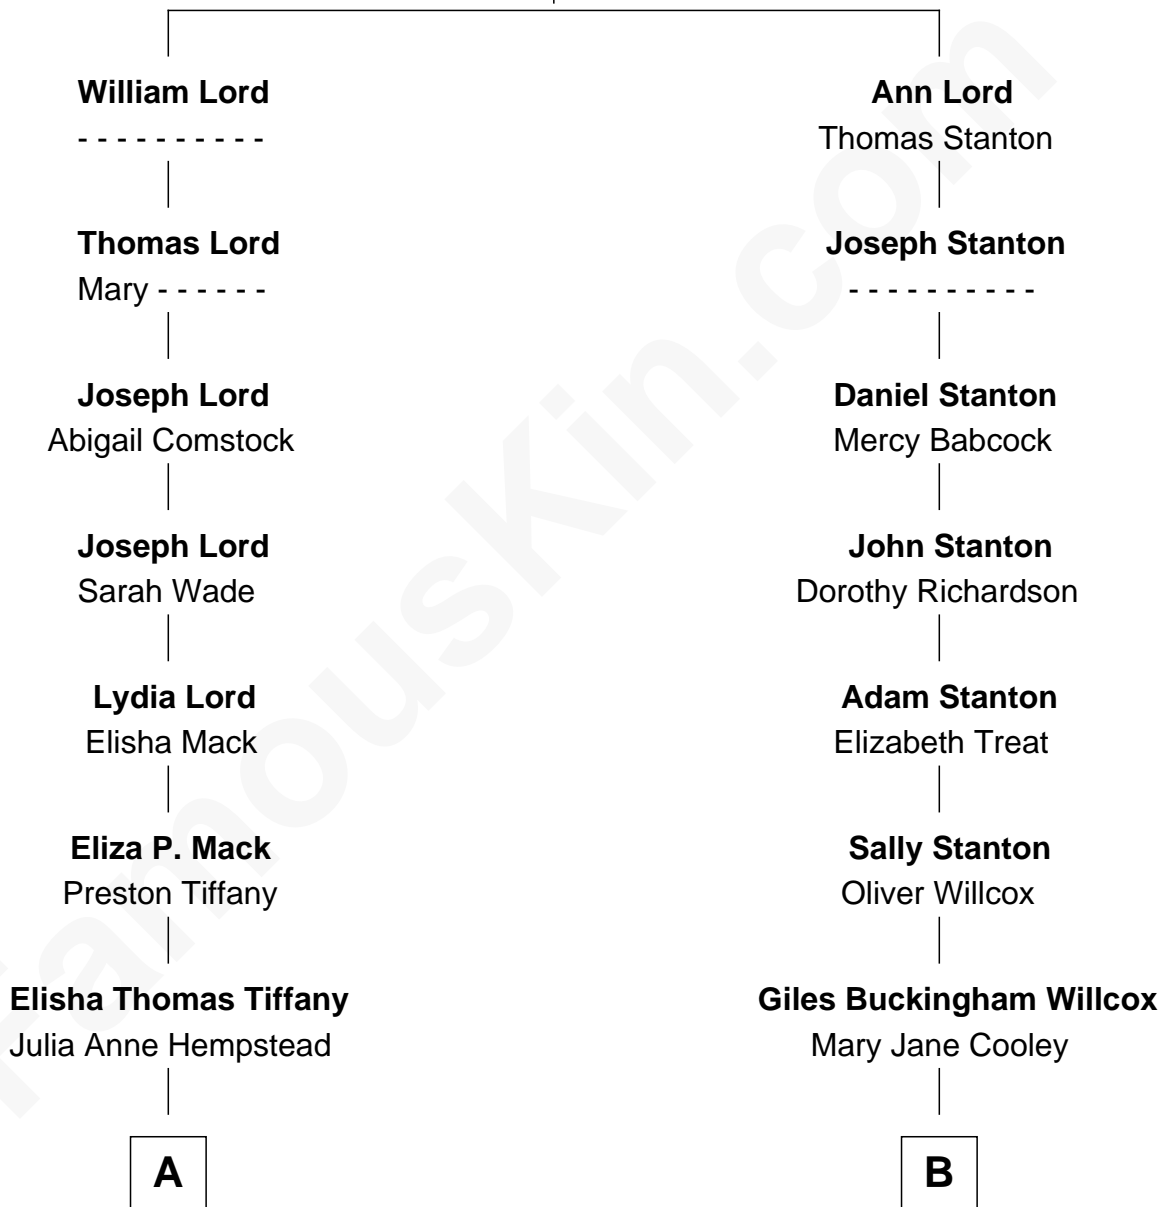 William Lord
- - - - - - - - - -
Thomas Lord
Mary - - - - - -
Joseph Lord
Abigail Comstock
Joseph Lord
Sarah Wade
Lydia Lord
Elisha Mack
Eliza P. Mack
Preston Tiffany
Elisha Thomas Tiffany
Julia Anne Hempstead
A
Ann Lord
Thomas Stanton
Joseph Stanton
- - - - - - - - - -
Daniel Stanton
Mercy Babcock
John Stanton
Dorothy Richardson
Adam Stanton
Elizabeth Treat
Sally Stanton
Oliver Willcox
Giles Buckingham Willcox
Mary Jane Cooley
B
FamousKin.com